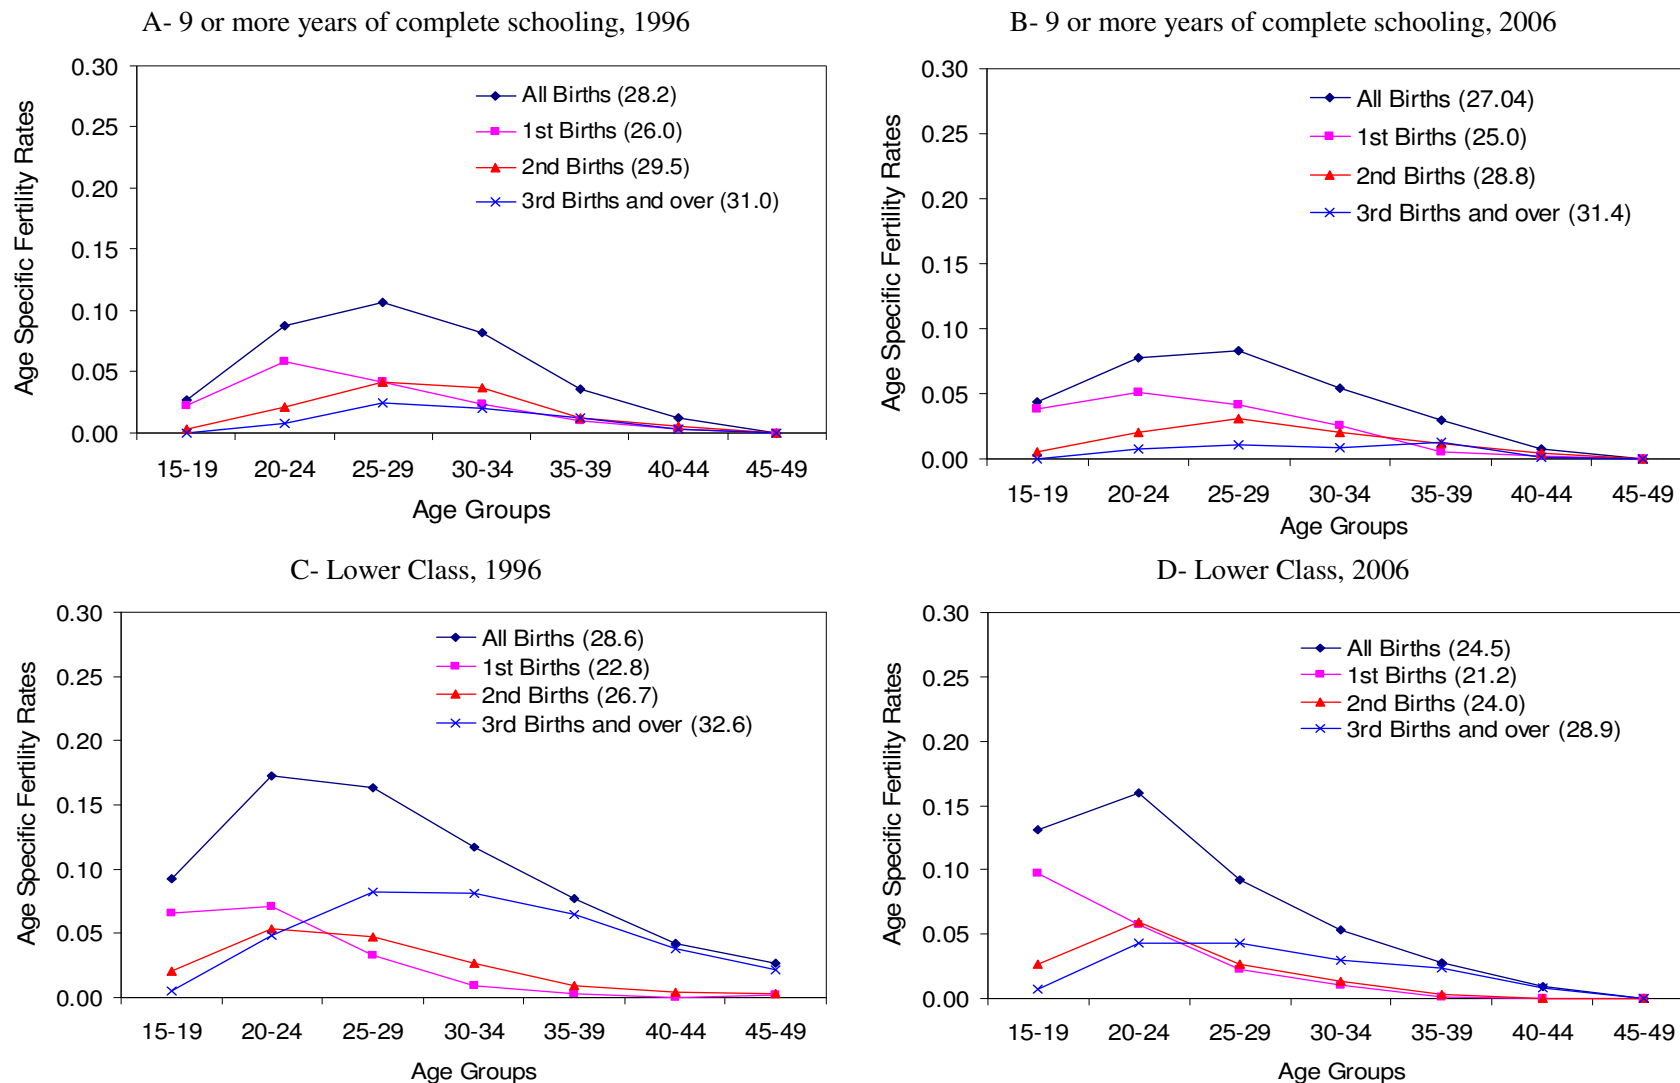 A- 9 or more years of complete schooling, 1996
Age Specific Fertility Rates
0.30
0.25
0.20
0.15
0.10
0.05
0.00
All Births (28.2)
1st Births (26.0)
2nd Births (29.5)
3rd Births and over (31.0)
15-19 20-24 25-29 30-34 35-39 40-44 45-49
Age Groups
B- 9 or more years of complete schooling, 2006
Age Specific Fertility Rates
0.30
0.25
0.20
0.15
0.10
0.05
0.00
All Births (27.04)
1st Births (25.0)
2nd Births (28.8)
3rd Births and over (31.4)
15-19 20-24 25-29 30-34 35-39 40-44 45-49
Age Groups
C- Lower Class, 1996
Age Specific Fertility Rates
0.30
0.25
0.20
0.15
0.10
0.05
0.00
All Births (28.6)
1st Births (22.8)
2nd Births (26.7)
3rd Births and over (32.6)
15-19 20-24 25-29 30-34 35-39 40-44 45-49
Age Groups
D- Lower Class, 2006
Age Specific Fertility Rates
0.30
0.25
0.20
0.15
0.10
0.05
0.00
All Births (24.5)
1st Births (21.2)
2nd Births (24.0)
3rd Births and over (28.9)
15-19 20-24 25-29 30-34 35-39 40-44 45-49
Age Groups